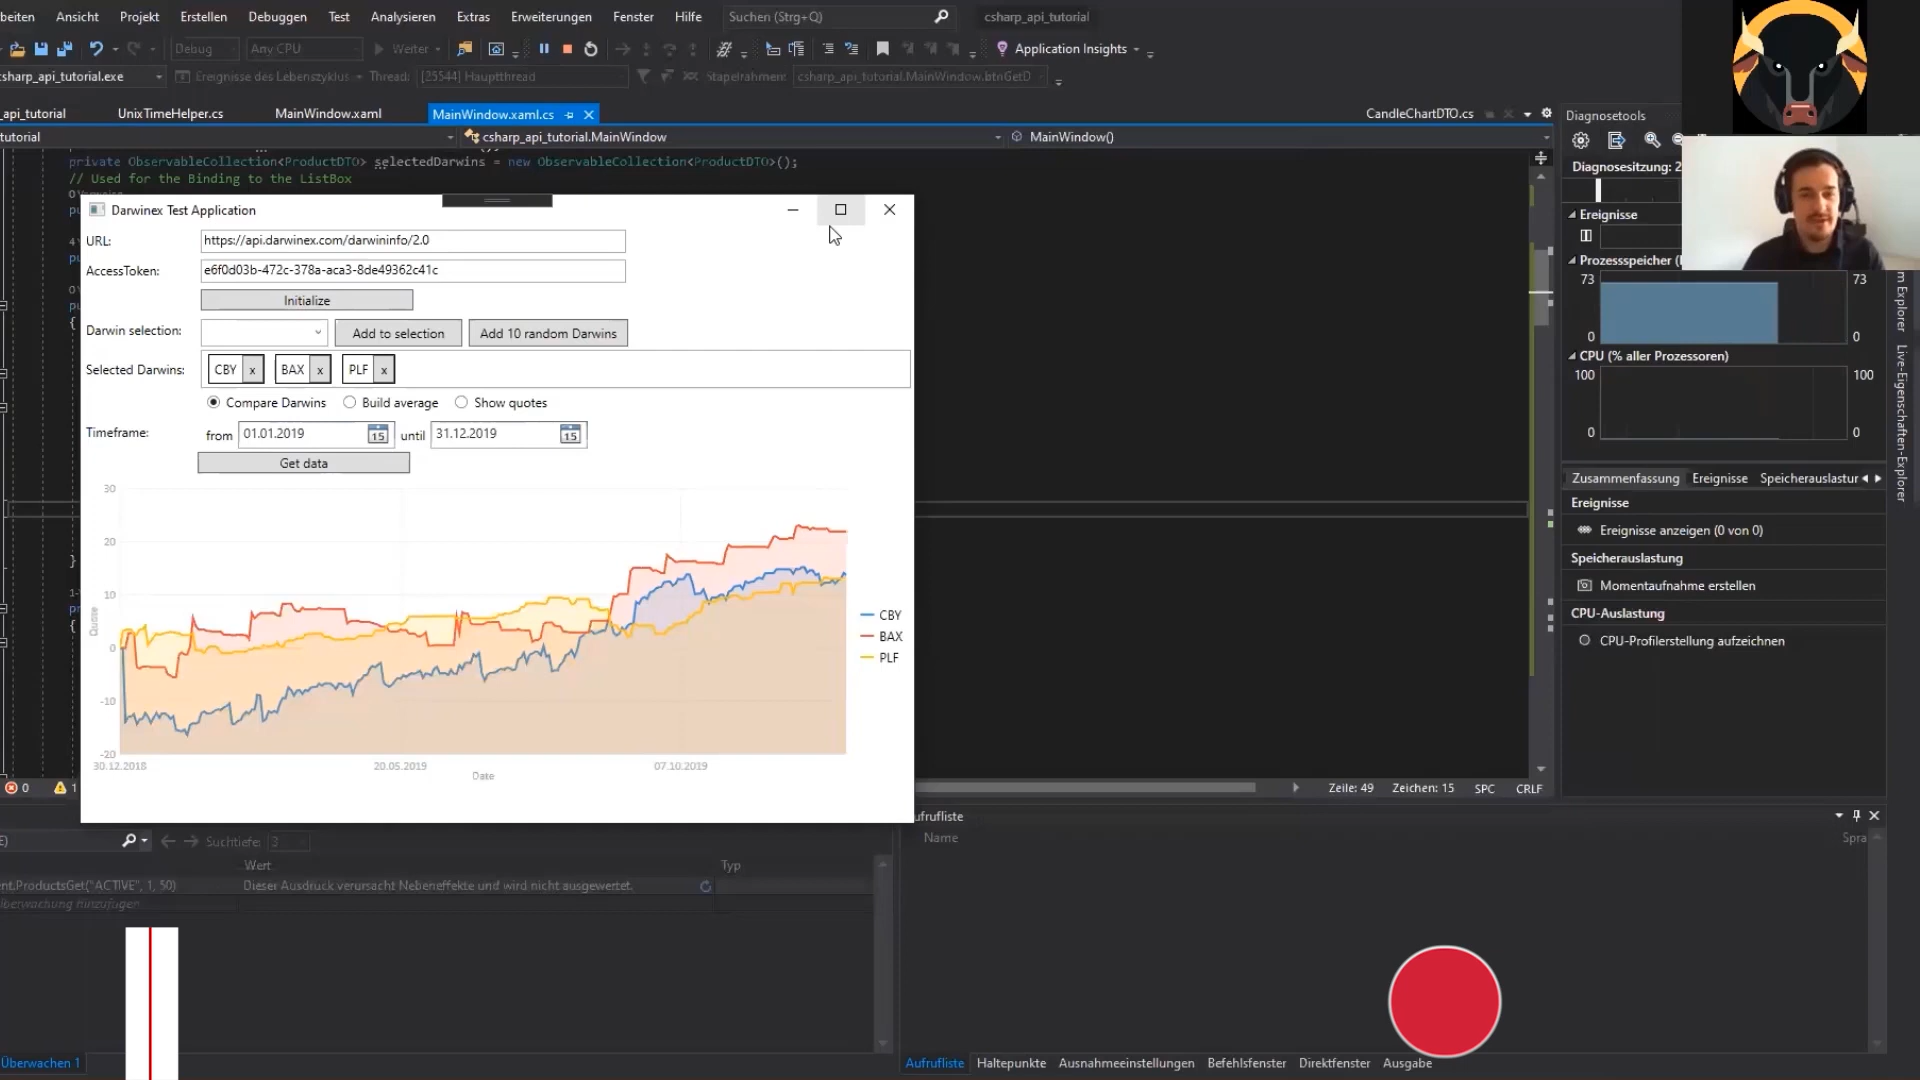 beiten Ansicht Projekt Erstellen Debuggen Test Analysieren Extras Erweiterungen Fenster Hilfe Suchen (Strg+Q) csharp_api_tutorial
Debug Any CPU Weiter Application Insights
csharp_api_tutorial.exe Ereignisse des Lebenszyklus Thread: [25544] Hauptthread Stapelrahmen: csharp_api_tutorial.MainWindow.btnGetD
_api_tutorial UnixTimeHelper.cs MainWindow.xaml MainWindow.xaml.cs CandleChartDTO.cs
tutorial csharp_api_tutorial.MainWindow MainWindow()
private ObservableCollection<ProductDTO> selectedDarwins = new ObservableCollection<ProductDTO>();
// Used for the Binding to the ListBox
Darwinex Test Application
URL: https://api.darwinex.com/darwininfo/2.0
AccessToken: e6f0d03b-472c-378a-aca3-8de49362c41c
Initialize
Darwin selection: Add to selection Add 10 random Darwins
Selected Darwins: CBY x BAX x PLF x
Compare Darwins Build average Show quotes
Timeframe: from 01.01.2019 15 until 31.12.2019 15
Get data
30
20
10
0
-10
-20
Quote
30.12.2018 20.05.2019 07.10.2019
Date
CBY
BAX
PLF
Diagnosetools
Diagnosesitzung: 2
Ereignisse
Prozessspeicher (
73 73
0 0
CPU (% aller Prozessoren)
100 100
0 0
Zusammenfassung Ereignisse Speicherauslastur
Ereignisse
Ereignisse anzeigen (0 von 0)
Speicherauslastung
Momentaufnahme erstellen
CPU-Auslastung
CPU-Profilerstellung aufzeichnen
m Explorer
Live-Eigenschaften-Explorer
0 1 Zeile: 49 Zeichen: 15 SPC CRLF
Suchtiefe: 3
Wert Typ
nt.ProductsGet("ACTIVE", 1, 50) Dieser Ausdruck verursacht Nebeneffekte und wird nicht ausgewertet.
überwachung hinzufügen
Überwachen 1
ufrufliste
Name Spra
Aufrufliste Haltepunkte Ausnahmeeinstellungen Befehlsfenster Direktfenster Ausgabe